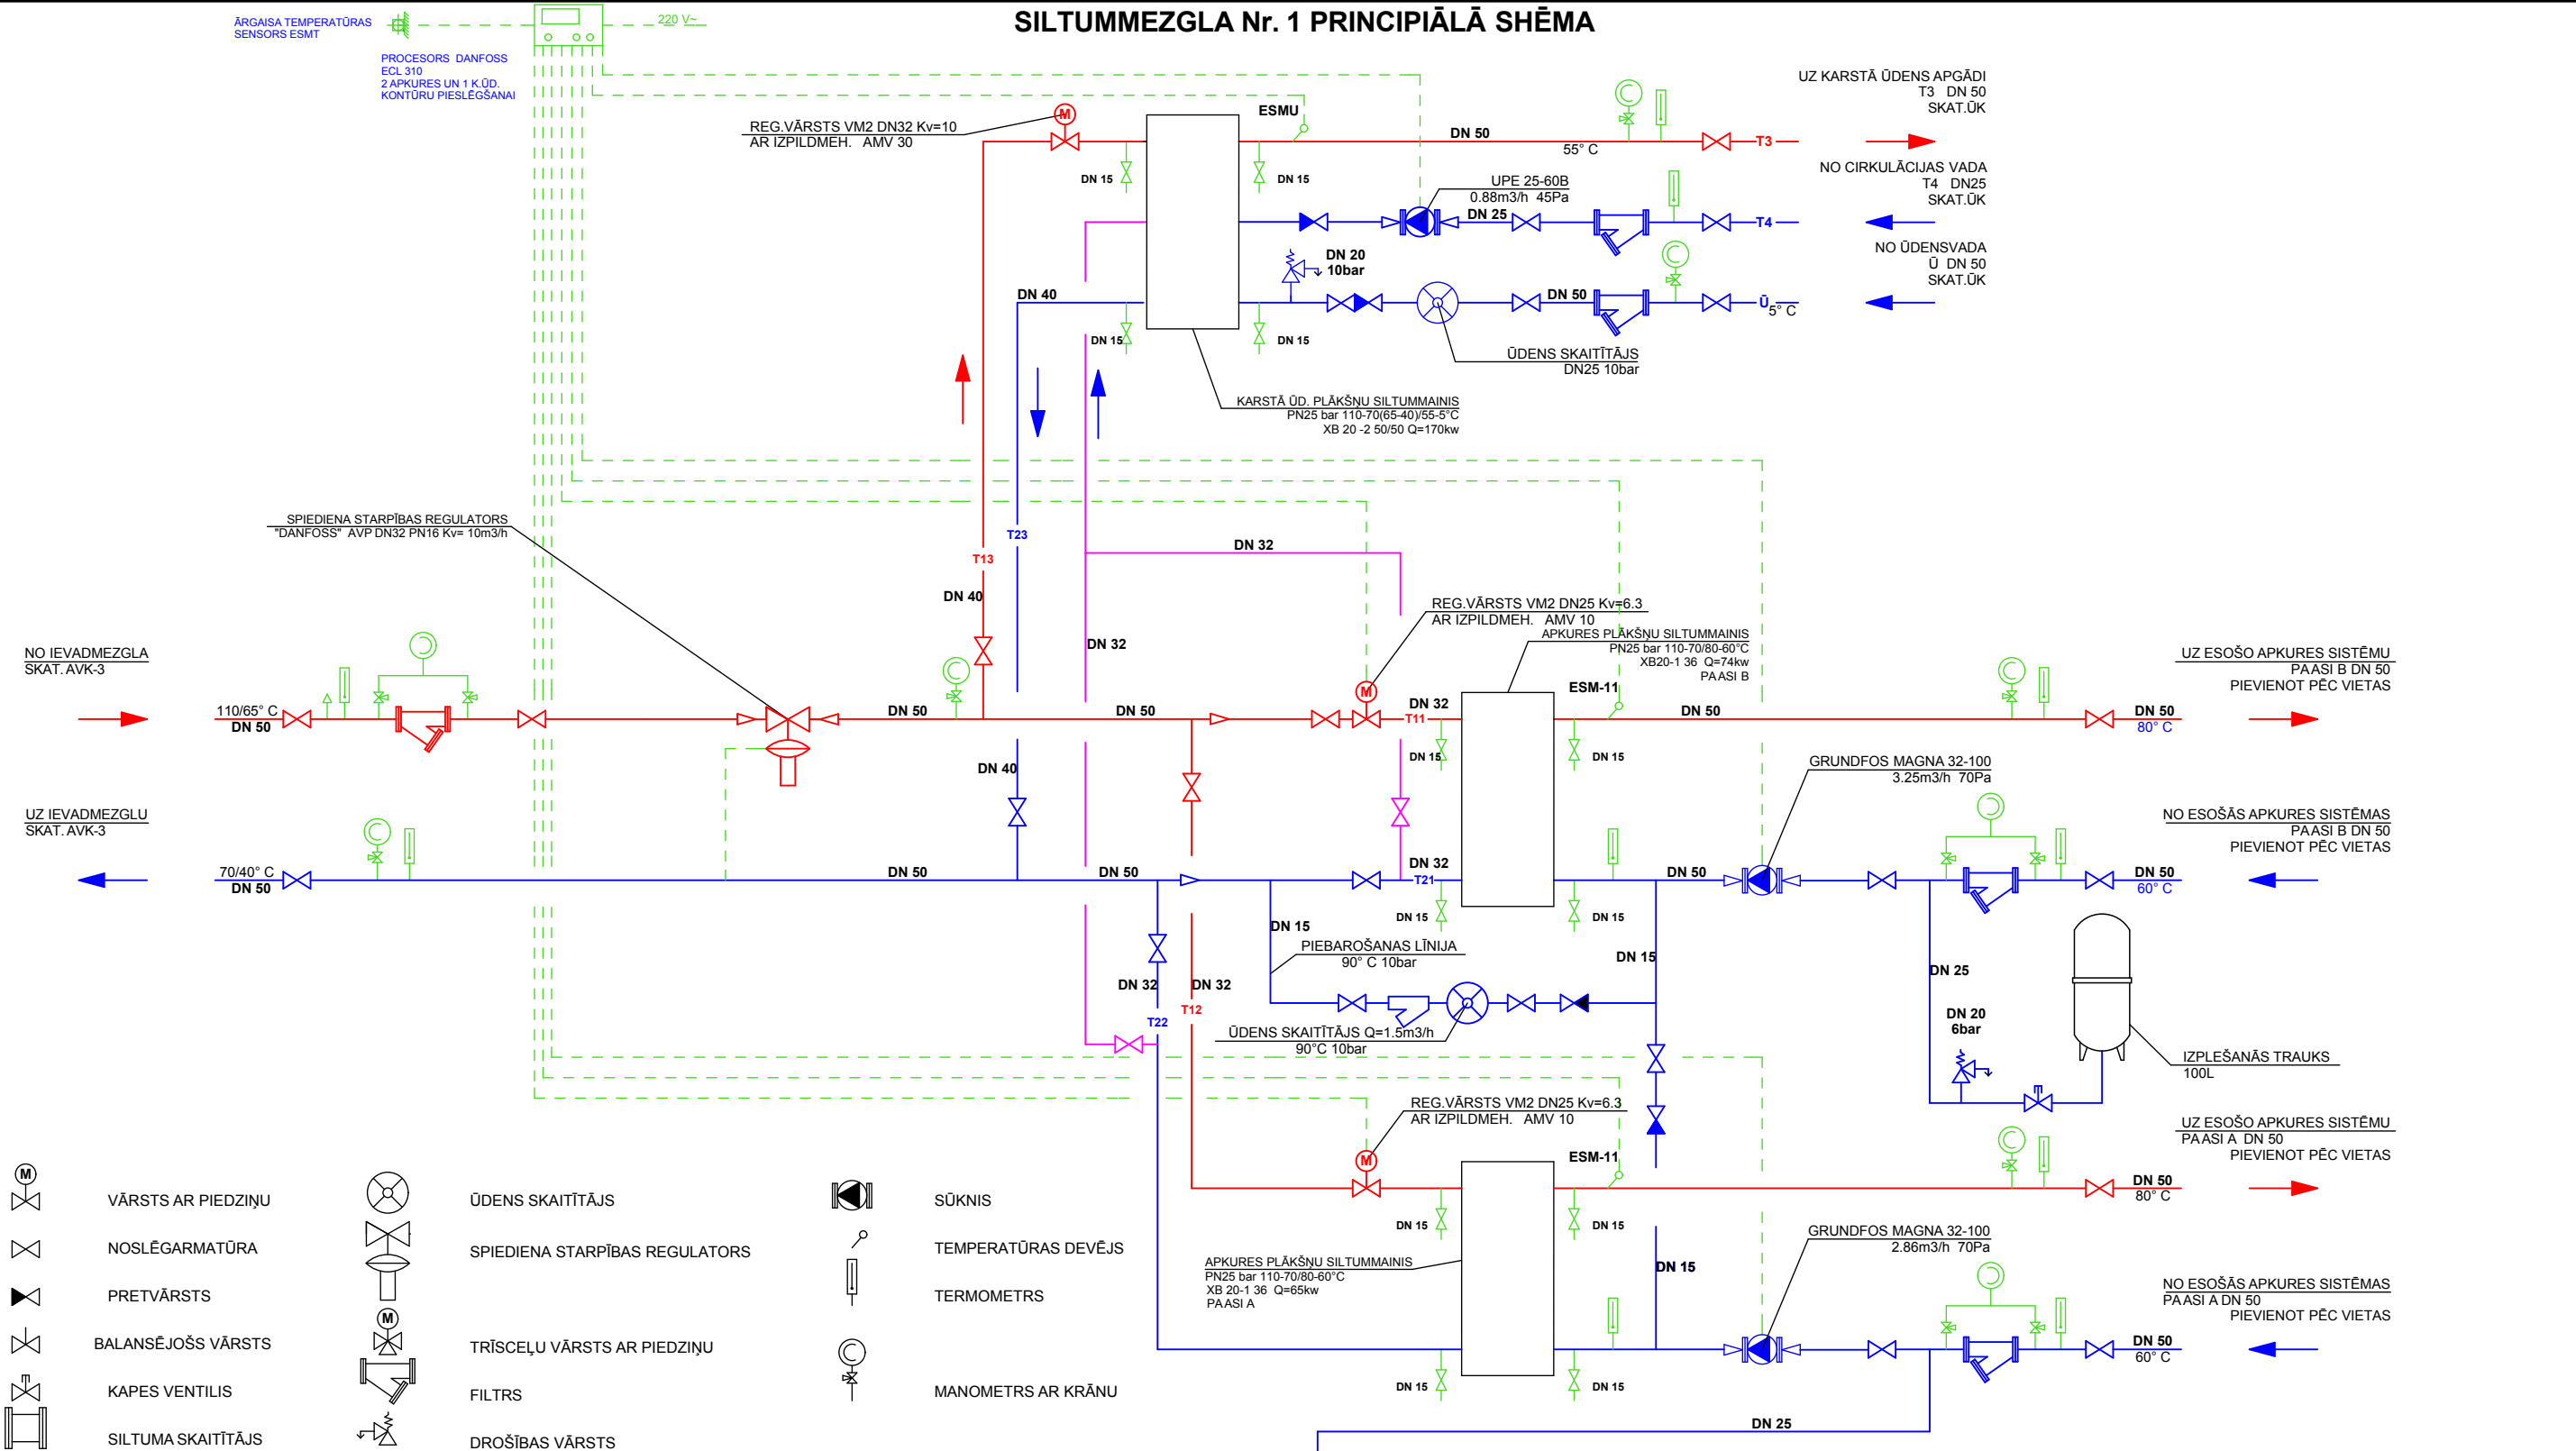 SILTUMMEZGLA Nr. 1 PRINCIPIĀLĀ SHĒMA
ĀRGAISA TEMPERATŪRAS
SENSORS ESMT
220 V~
PROCESORS DANFOSS
ECL 310
2 APKURES UN 1 K.ŪD.
KONTŪRU PIESLĒGŠANAI
REG.VĀRSTS VM2 DN32 Kv=10
AR IZPILDMEH. AMV 30
M
ESMU
DN 50
55° C
T3
UZ KARSTĀ ŪDENS APGĀDI
T3 DN 50
SKAT.ŪK
DN 15
DN 15
UPE 25-60B
0.88m3/h 45Pa
DN 25
T4
NO CIRKULĀCIJAS VADA
T4 DN25
SKAT.ŪK
DN 20
10bar
NO ŪDENSVADA
Ū DN 50
SKAT.ŪK
DN 40
DN 50
Ū
5° C
DN 15
DN 15
ŪDENS SKAITĪTĀJS
DN25 10bar
KARSTĀ ŪD. PLĀKŠŅU SILTUMMAINIS
PN25 bar 110-70(65-40)/55-5°C
XB 20 -2 50/50 Q=170kw
SPIEDIENA STARPĪBAS REGULATORS
"DANFOSS" AVP DN32 PN16 Kv= 10m3/h
T23
T13
DN 32
DN 40
DN 32
REG.VĀRSTS VM2 DN25 Kv=6.3
AR IZPILDMEH. AMV 10
APKURES PLĀKŠŅU SILTUMMAINIS
PN25 bar 110-70/80-60°C
XB20-1 36 Q=74kw
PA ASI B
NO IEVADMEZGLA
SKAT. AVK-3
110/65° C
DN 50
DN 50
DN 50
M
DN 32
T11
ESM-11
DN 50
UZ ESOŠO APKURES SISTĒMU
PA ASI B DN 50
PIEVIENOT PĒC VIETAS
DN 50
80° C
DN 15
DN 15
DN 40
GRUNDFOS MAGNA 32-100
3.25m3/h 70Pa
UZ IEVADMEZGLU
SKAT. AVK-3
70/40° C
DN 50
DN 50
DN 50
DN 32
T21
DN 50
NO ESOŠĀS APKURES SISTĒMAS
PA ASI B DN 50
PIEVIENOT PĒC VIETAS
DN 50
60° C
DN 15
DN 15
DN 15
PIEBAROŠANAS LĪNIJA
90° C 10bar
DN 15
DN 25
DN 32
DN 32
T12
T22
ŪDENS SKAITĪTĀJS Q=1.5m3/h
90°C 10bar
DN 20
6bar
IZPLEŠANĀS TRAUKS
100L
REG.VĀRSTS VM2 DN25 Kv=6.3
AR IZPILDMEH. AMV 10
M
ESM-11
UZ ESOŠO APKURES SISTĒMU
PA ASI A DN 50
PIEVIENOT PĒC VIETAS
DN 50
80° C
DN 15
DN 15
GRUNDFOS MAGNA 32-100
2.86m3/h 70Pa
APKURES PLĀKŠŅU SILTUMMAINIS
PN25 bar 110-70/80-60°C
XB 20-1 36 Q=65kw
PA ASI A
DN 15
NO ESOŠĀS APKURES SISTĒMAS
PA ASI A DN 50
PIEVIENOT PĒC VIETAS
DN 50
60° C
DN 15
DN 15
DN 25
M
VĀRSTS AR PIEDZIŅU
NOSLĒGARMATŪRA
PRETVĀRSTS
BALANSĒJOŠS VĀRSTS
KAPES VENTILIS
SILTUMA SKAITĪTĀJS
ŪDENS SKAITĪTĀJS
SPIEDIENA STARPĪBAS REGULATORS
M
TRĪSCEĻU VĀRSTS AR PIEDZIŅU
FILTRS
DROŠĪBAS VĀRSTS
SŪKNIS
TEMPERATŪRAS DEVĒJS
TERMOMETRS
MANOMETRS AR KRĀNU